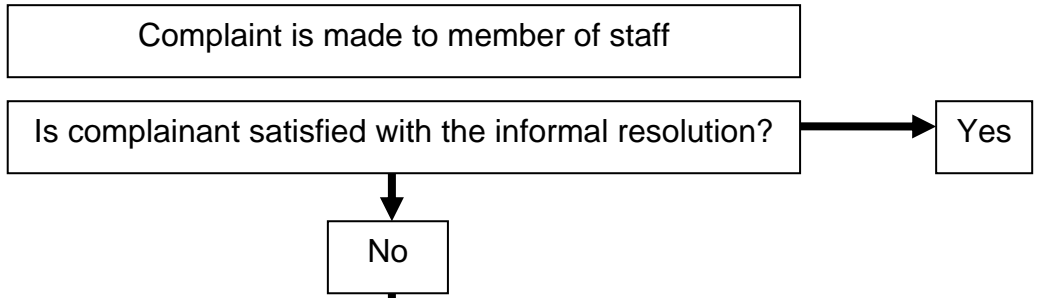 Complaint is made to member of staff
Is complainant satisfied with the informal resolution?
Yes
No